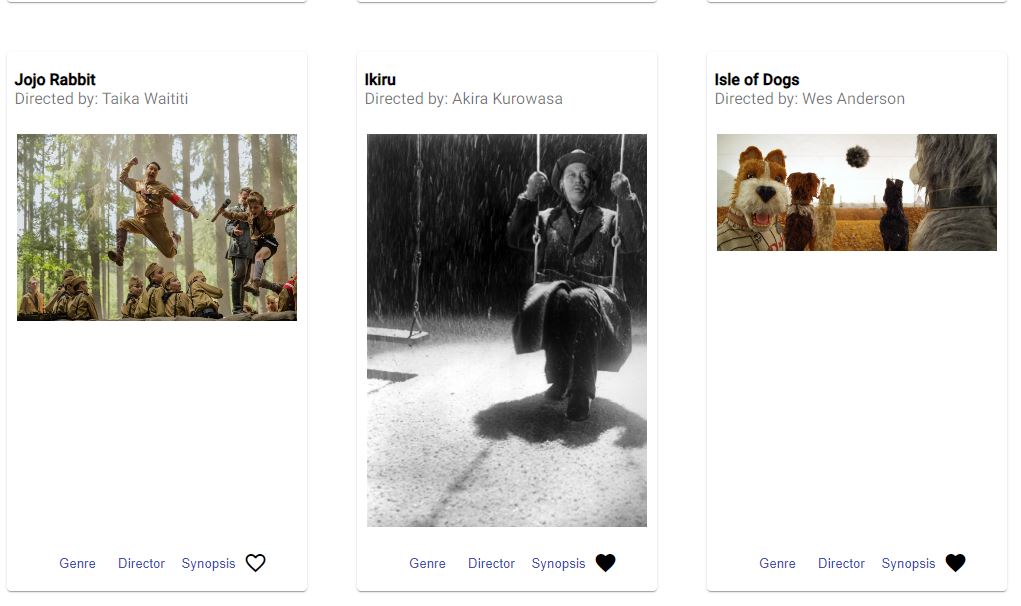 Jojo Rabbit
Directed by: Taika Waititi
Genre Director Synopsis
Ikiru
Directed by: Akira Kurowasa
Genre Director Synopsis
Isle of Dogs
Directed by: Wes Anderson
Genre Director Synopsis